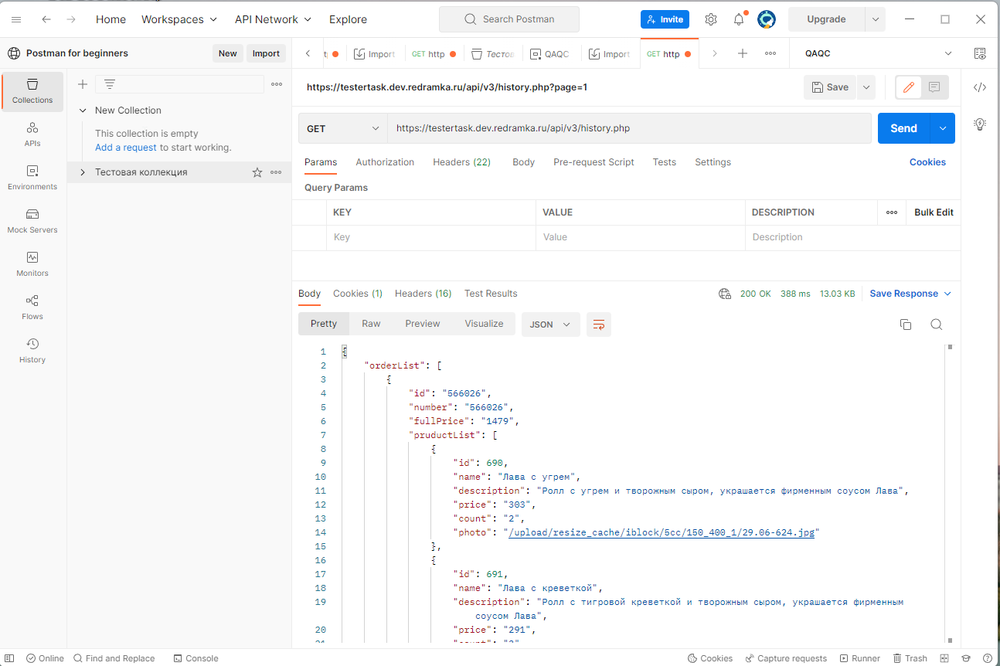 Home Workspaces API Network Explore Search Postman Invite Upgrade
Postman for beginners New Import
Import GET http Тестов QAQC Import GET http QAQC
Collections
APIs
Environments
Mock Servers
Monitors
Flows
History
New Collection
This collection is empty
Add a request to start working.
Тестовая коллекция
https://testertask.dev.redramka.ru/api/v3/history.php?page=1 Save
GET https://testertask.dev.redramka.ru/api/v3/history.php Send
Params Authorization Headers (22) Body Pre-request Script Tests Settings Cookies
Query Params
KEY VALUE DESCRIPTION Bulk Edit
Key Value Description
Body Cookies (1) Headers (16) Test Results 200 OK 388 ms 13.03 KB Save Response
Pretty Raw Preview Visualize JSON
1 {
2 "orderList": [
3 {
4 "id": "566026",
5 "number": "566026",
6 "fullPrice": "1479",
7 "pruductList": [
8 {
9 "id": 690,
10 "name": "Лава с угрем",
11 "description": "Ролл с угрем и творожным сыром, украшается фирменным соусом Лава",
12 "price": "303",
13 "count": "2",
14 "photo": "/upload/resize_cache/iblock/5cc/150_400_1/29.06-624.jpg"
15 },
16 {
17 "id": 691,
18 "name": "Лава с креветкой",
19 "description": "Ролл с тигровой креветкой и творожным сыром, украшается фирменным
соусом Лава",
20 "price": "291",
Online Find and Replace Console Cookies Capture requests Runner Trash